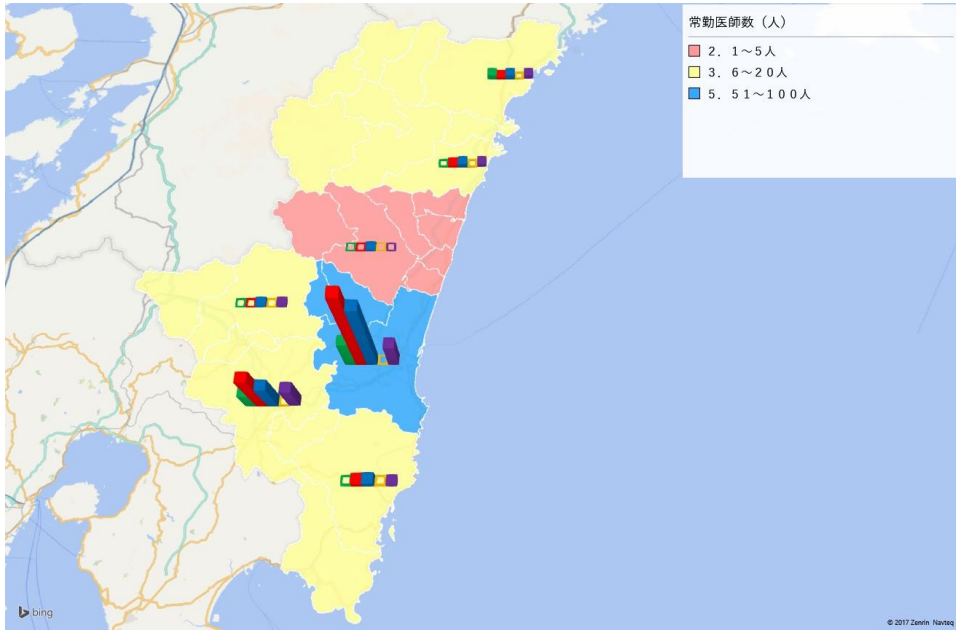 常勤医師数（人）
２．１～５人
３．６～２０人
５．５１～１００人
bing
© 2017 Zenrin Navteq